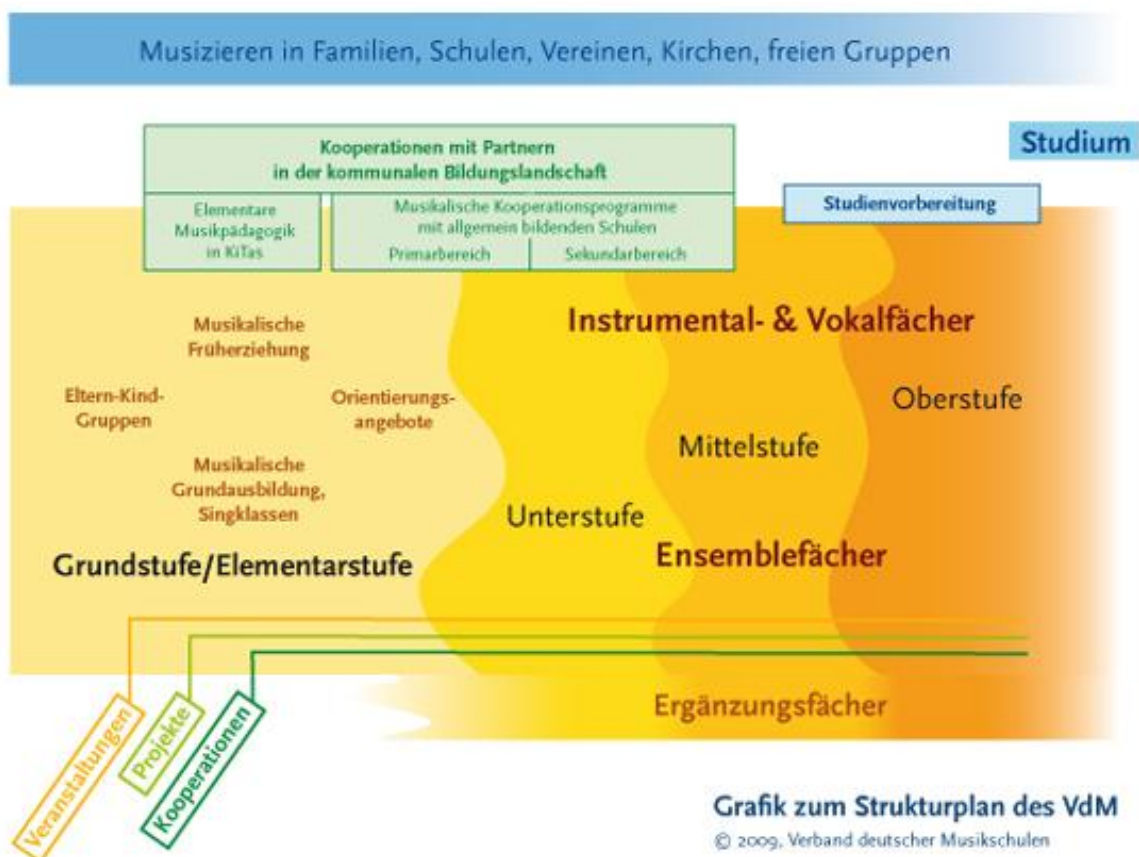 Musizieren in Familien, Schulen, Vereinen, Kirchen, freien Gruppen
Studium
Kooperationen mit Partnern
in der kommunalen Bildungslandschaft
Elementare
Musikpädagogik
in KiTas
Musikalische Kooperationsprogramme
mit allgemein bildenden Schulen
Primarbereich
Sekundarbereich
Studienvorbereitung
Musikalische
Früherziehung
Instrumental- & Vokalfächer
Eltern-Kind-
Gruppen
Orientierungs-
angebote
Oberstufe
Mittelstufe
Musikalische
Grundausbildung,
Singklassen
Unterstufe
Grundstufe/Elementarstufe
Ensemblefächer
Veranstaltungen
Projekte
Kooperationen
Ergänzungsfächer
Grafik zum Strukturplan des VdM
© 2009, Verband deutscher Musikschulen